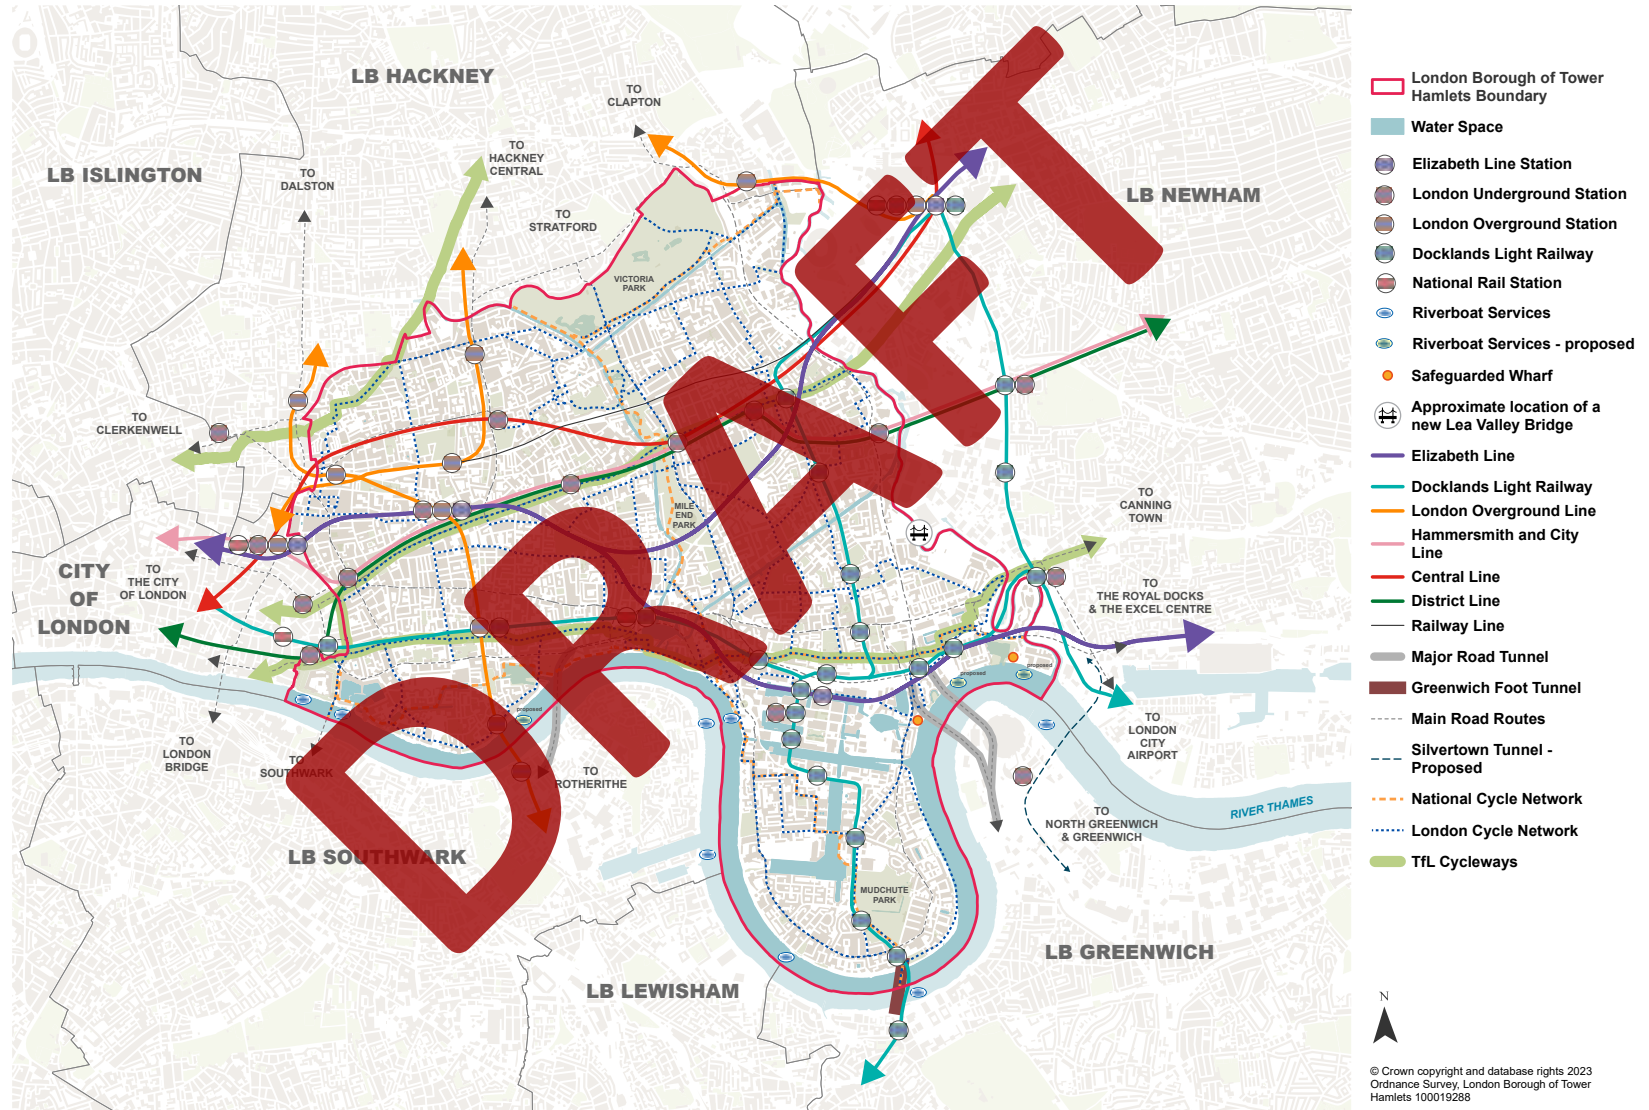 LB HACKNEY
TO
CLAPTON
LB ISLINGTON
TO
DALSTON
TO
HACKNEY
CENTRAL
TO
STRATFORD
LB NEWHAM
VICTORIA
PARK
TO
CLERKENWELL
MILE
END
PARK
TO
CANNING
TOWN
CITY
OF
LONDON
TO
THE CITY
OF LONDON
TO
THE ROYAL DOCKS
& THE EXCEL CENTRE
proposed
proposed
proposed
TO
LONDON
BRIDGE
TO
SOUTHWARK
TO
ROTHERITHE
TO
LONDON
CITY
AIRPORT
TO
NORTH GREENWICH
& GREENWICH
RIVER THAMES
LB SOUTHWARK
MUDCHUTE
PARK
LB LEWISHAM
LB GREENWICH
DRAFT
London Borough of Tower
Hamlets Boundary
Water Space
Elizabeth Line Station
London Underground Station
London Overground Station
Docklands Light Railway
National Rail Station
Riverboat Services
Riverboat Services - proposed
Safeguarded Wharf
Approximate location of a
new Lea Valley Bridge
Elizabeth Line
Docklands Light Railway
London Overground Line
Hammersmith and City
Line
Central Line
District Line
Railway Line
Major Road Tunnel
Greenwich Foot Tunnel
Main Road Routes
Silvertown Tunnel -
Proposed
National Cycle Network
London Cycle Network
TfL Cycleways
N
© Crown copyright and database rights 2023
Ordnance Survey, London Borough of Tower
Hamlets 100019288